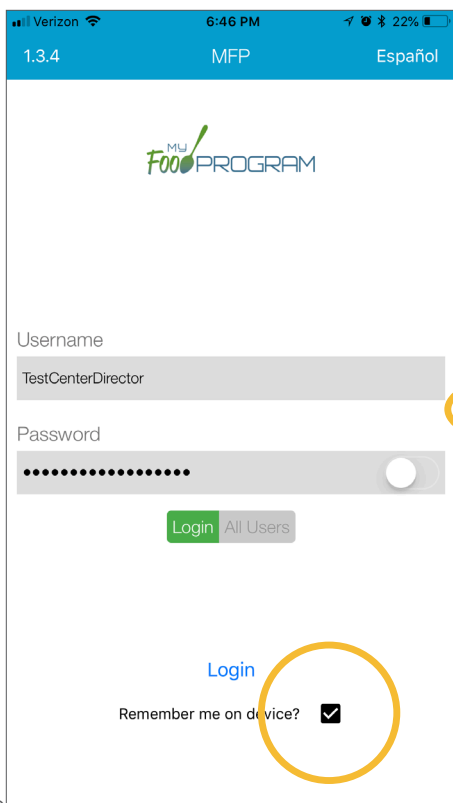 Verizon 6:46 PM 22%
1.3.4 MFP Español
MY
Food PROGRAM
Username
TestCenterDirector
Password
••••••••••••••••••
Login All Users
Login
Remember me on device?